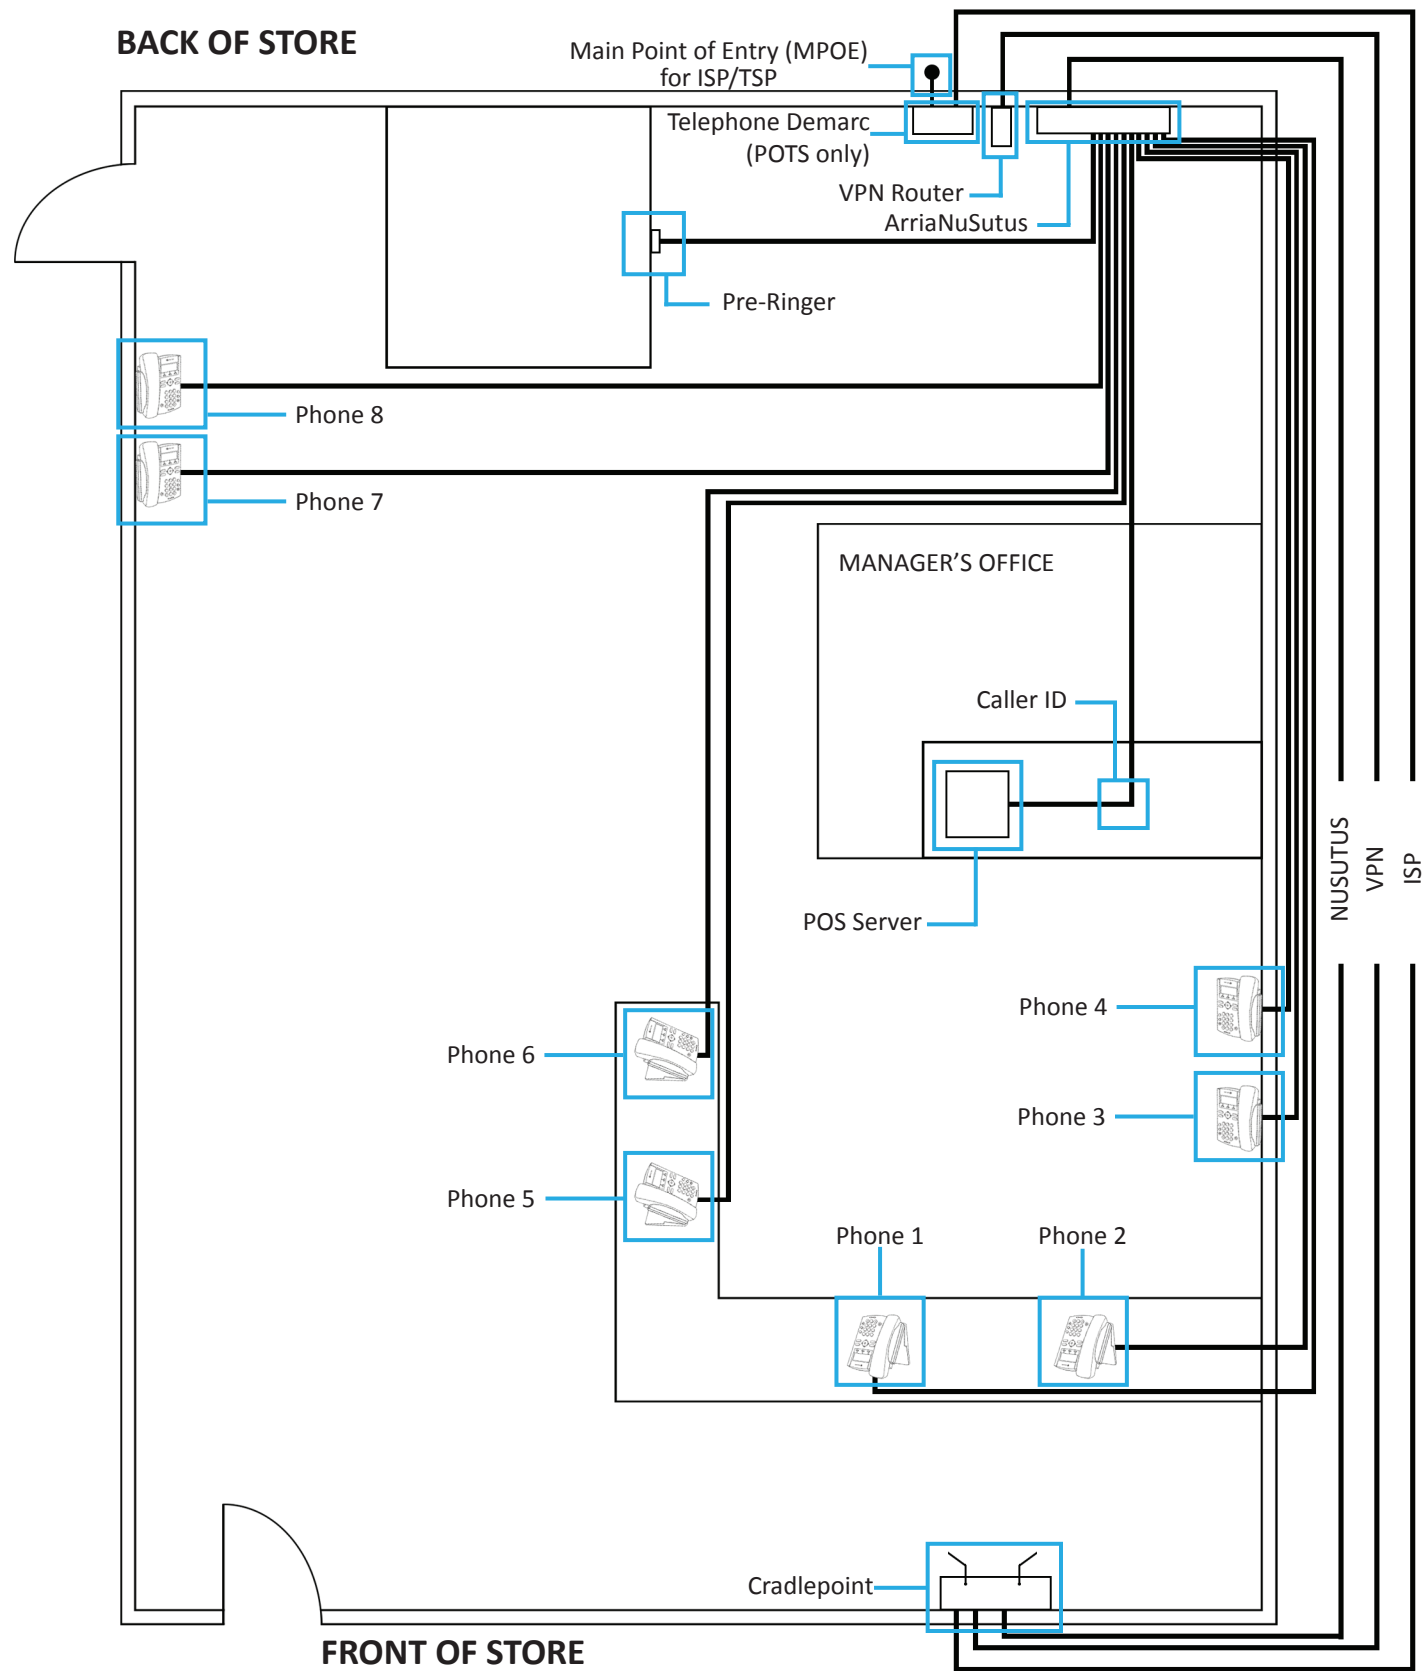 BACK OF STORE
Main Point of Entry (MPOE)
for ISP/TSP
Telephone Demarc
(POTS only)
VPN Router
ArriaNuSutus
Pre-Ringer
Phone 8
Phone 7
MANAGER'S OFFICE
Caller ID
NUSUTUS
VPN
ISP
POS Server
Phone 4
Phone 6
Phone 3
Phone 5
Phone 1
Phone 2
Cradlepoint
FRONT OF STORE